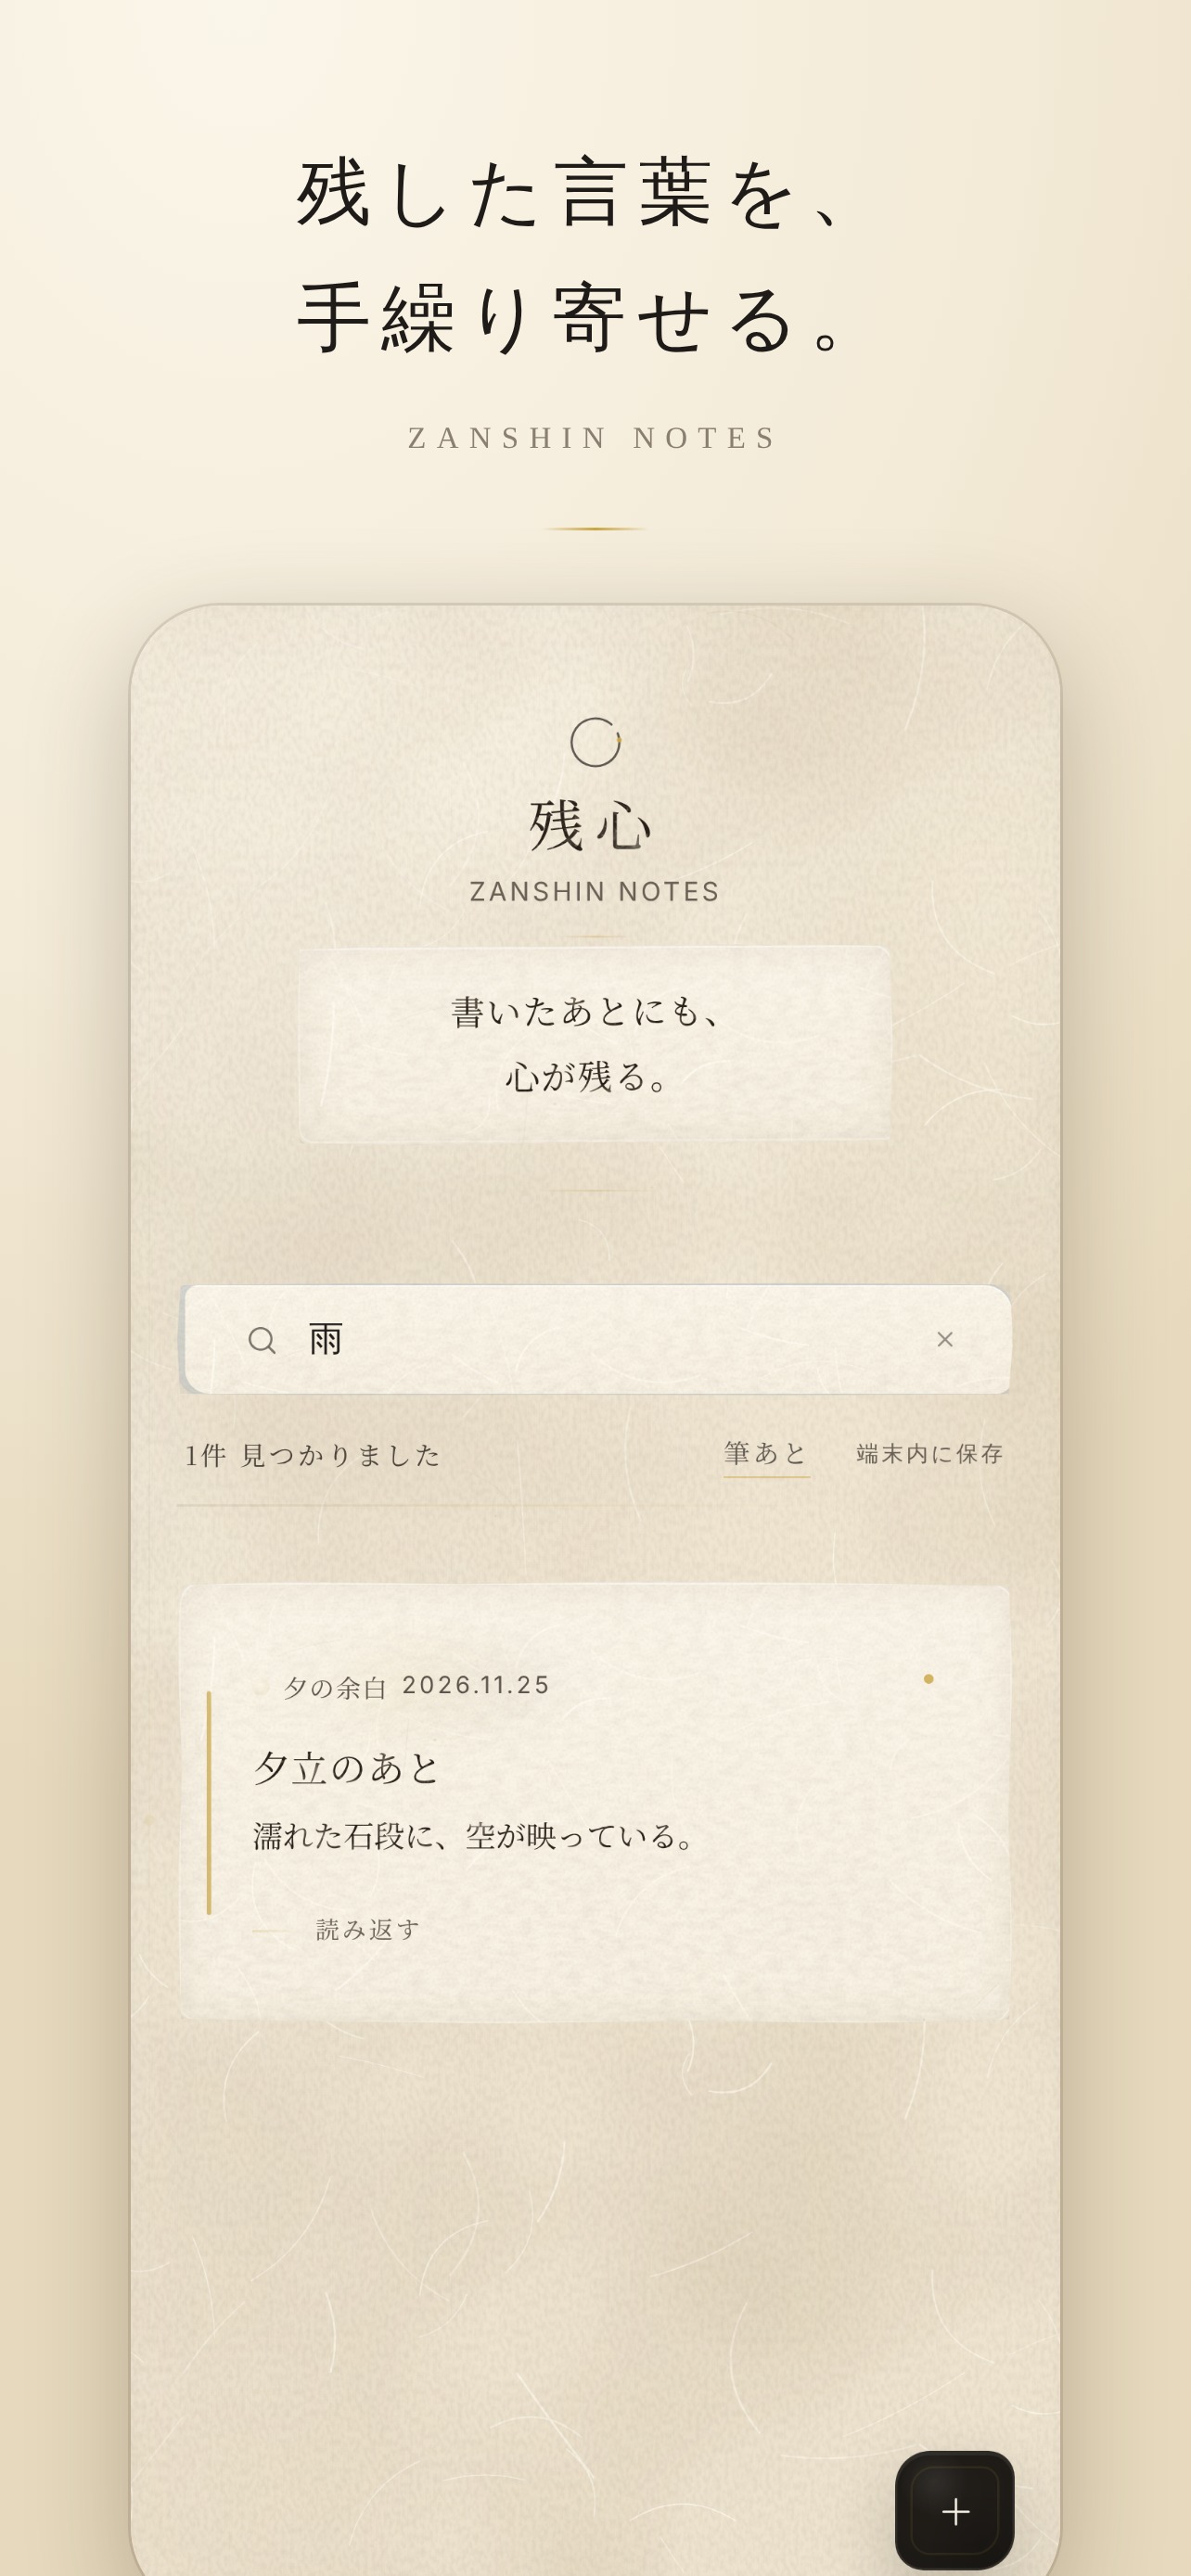 残した言葉を、
手繰り寄せる。
ZANSHIN NOTES
残心
ZANSHIN NOTES
書いたあとにも、
心が残る。
雨
1件 見つかりました 筆あと 端末内に保存
夕の余白 2026.11.25
夕立のあと
濡れた石段に、空が映っている。
読み返す